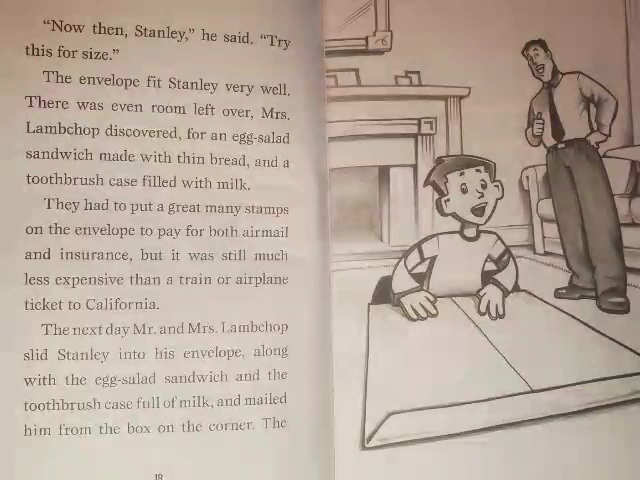 “Now then, Stanley,” he said. “Try
this for size.”
The envelope fit Stanley very well.
There was even room left over, Mrs.
Lambchop discovered, for an egg-salad
sandwich made with thin bread, and a
toothbrush case filled with milk.
They had to put a great many stamps
on the envelope to pay for both airmail
and insurance, but it was still much
less expensive than a train or airplane
ticket to California.
The next day Mr. and Mrs. Lambchop
slid Stanley into his envelope, along
with the egg-salad sandwich and the
toothbrush case full of milk, and mailed
him from the box on the corner. The
18